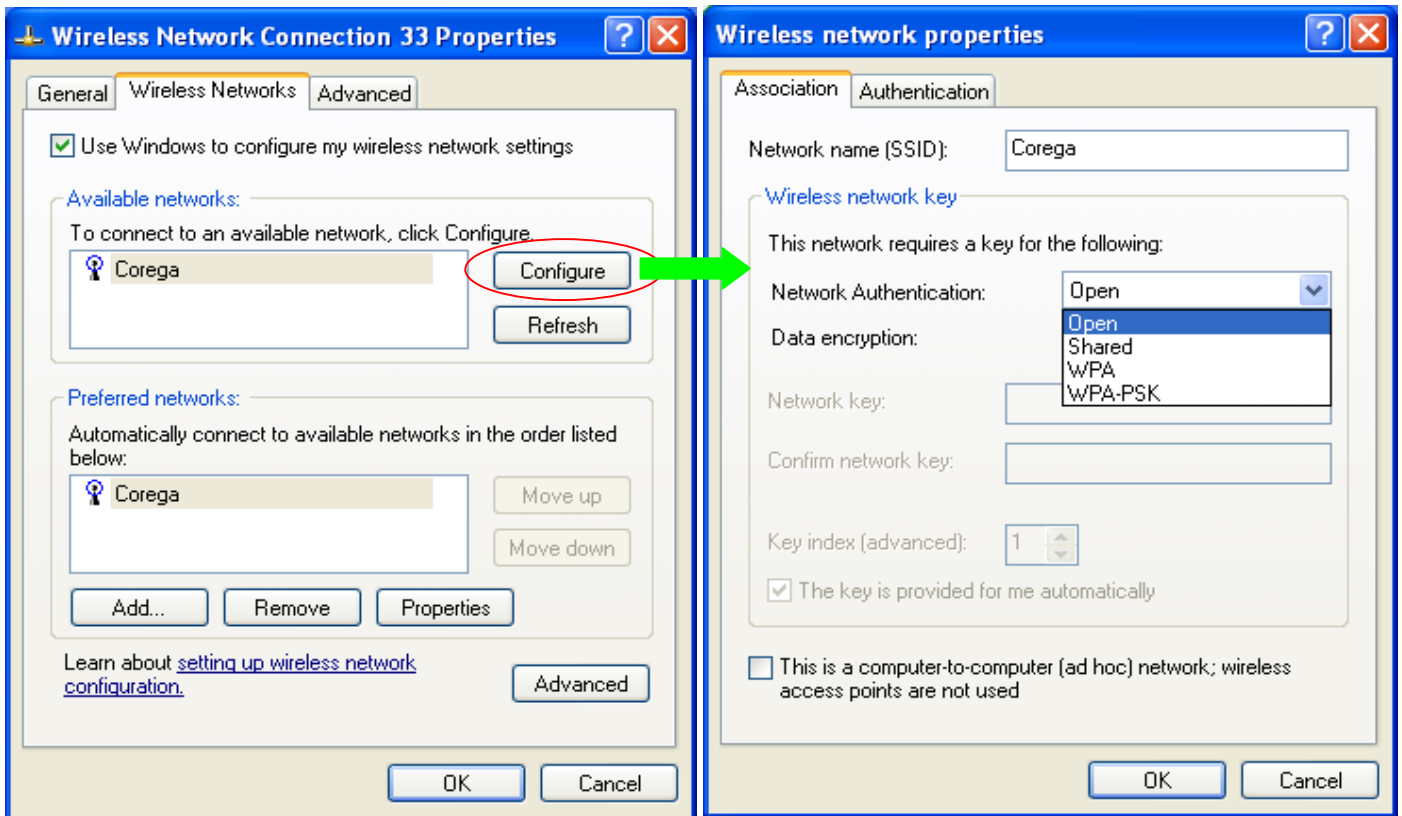 Wireless Network Connection 33 Properties
General
Wireless Networks
Advanced
Use Windows to configure my wireless network settings
Available networks:
To connect to an available network, click Configure.
Corega
Configure
Refresh
Preferred networks:
Automatically connect to available networks in the order listed
below:
Corega
Move up
Move down
Add...
Remove
Properties
Learn about setting up wireless network
configuration.
Advanced
OK
Cancel
Wireless network properties
Association
Authentication
Network name (SSID):
Corega
Wireless network key
This network requires a key for the following:
Network Authentication:
Open
Open
Shared
WPA
WPA-PSK
Data encryption:
Network key:
Confirm network key:
Key index (advanced):
1
The key is provided for me automatically
This is a computer-to-computer (ad hoc) network; wireless
access points are not used
OK
Cancel